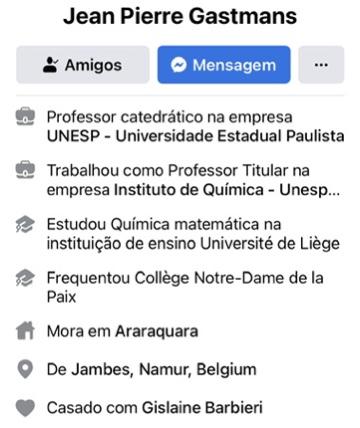 Jean Pierre Gastmans
Amigos
Mensagem
...
Professor catedrático na empresa
UNESP - Universidade Estadual Paulista
Trabalhou como Professor Titular na
empresa Instituto de Química - Unesp...
Estudou Química matemática na
instituição de ensino Université de Liège
Frequentou Collège Notre-Dame de la
Paix
Mora em Araraquara
De Jambes, Namur, Belgium
Casado com Gislaine Barbieri